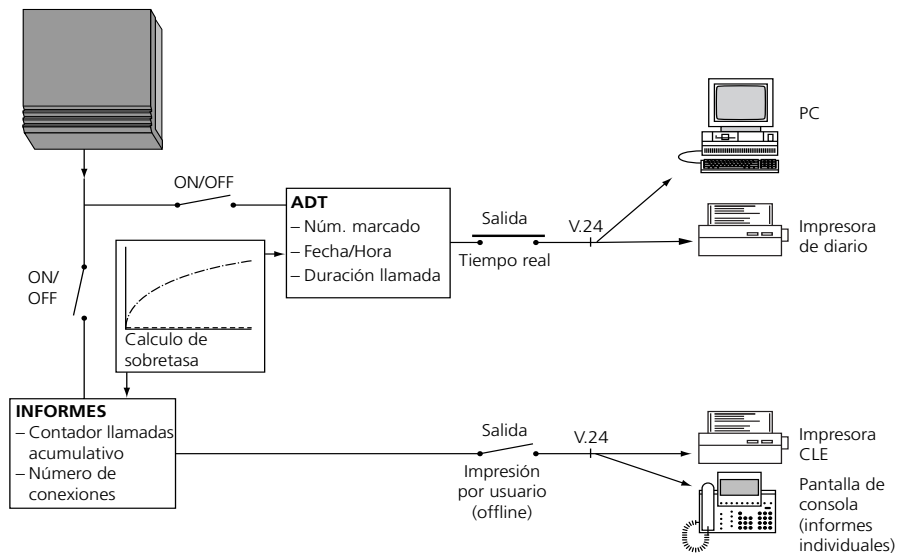 ON/OFF
ADT
– Núm. marcado
– Fecha/Hora
– Duración llamada
Salida
Tiempo real
V.24
PC
Impresora
de diario
ON/
OFF
Calculo de
sobretasa
INFORMES
– Contador llamadas
acumulativo
– Número de
conexiones
Salida
Impresión
por usuario
(offline)
V.24
Impresora
CLE
Pantalla de
consola
(informes
individuales)